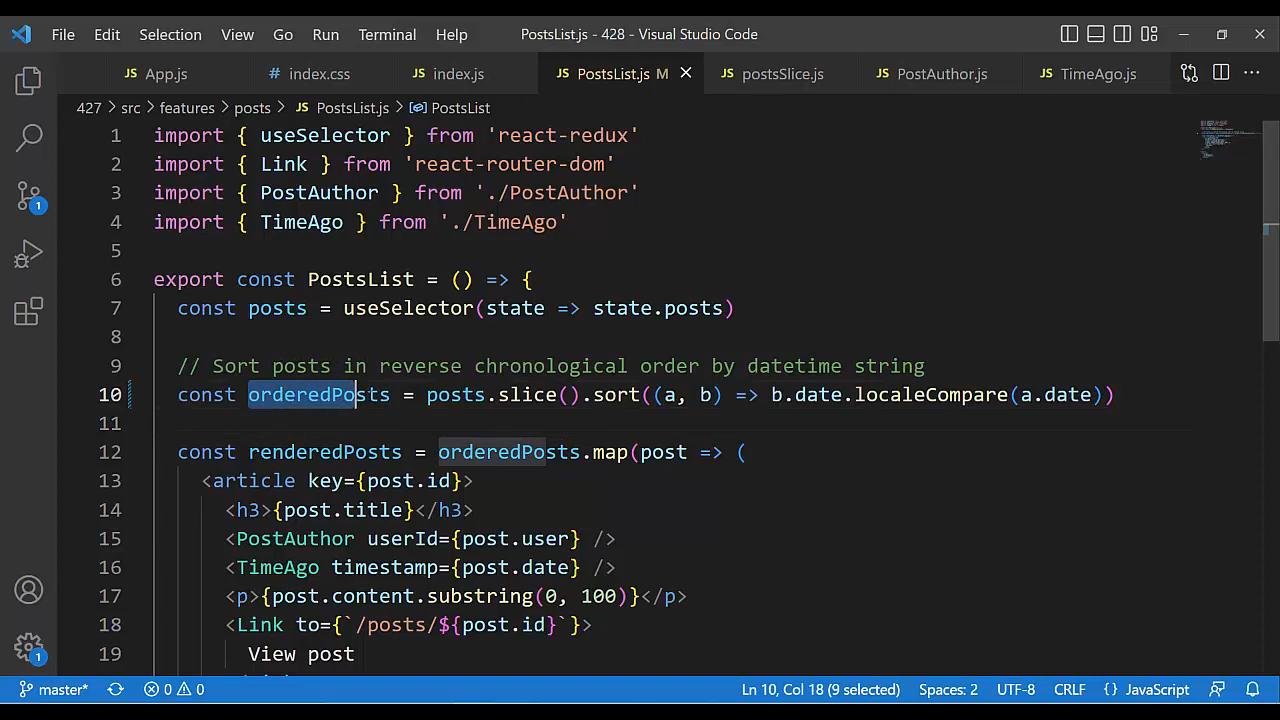 File Edit Selection View Go Run Terminal Help PostsList.js - 428 - Visual Studio Code
JS App.js # index.css JS index.js JS PostsList.js M JS postsSlice.js JS PostAuthor.js JS TimeAgo.js
427 > src > features > posts > JS PostsList.js > PostsList
1 import { useSelector } from 'react-redux'
2 import { Link } from 'react-router-dom'
3 import { PostAuthor } from './PostAuthor'
4 import { TimeAgo } from './TimeAgo'
5
6 export const PostsList = () => {
7 const posts = useSelector(state => state.posts)
8
9 // Sort posts in reverse chronological order by datetime string
10 const orderedPosts = posts.slice().sort((a, b) => b.date.localeCompare(a.date))
11
12 const renderedPosts = orderedPosts.map(post => (
13 <article key={post.id}>
14 <h3>{post.title}</h3>
15 <PostAuthor userId={post.user} />
16 <TimeAgo timestamp={post.date} />
17 <p>{post.content.substring(0, 100)}</p>
18 <Link to={`/posts/${post.id}`}>
19 View post
1
1
master* 0 0 Ln 10, Col 18 (9 selected) Spaces: 2 UTF-8 CRLF {} JavaScript